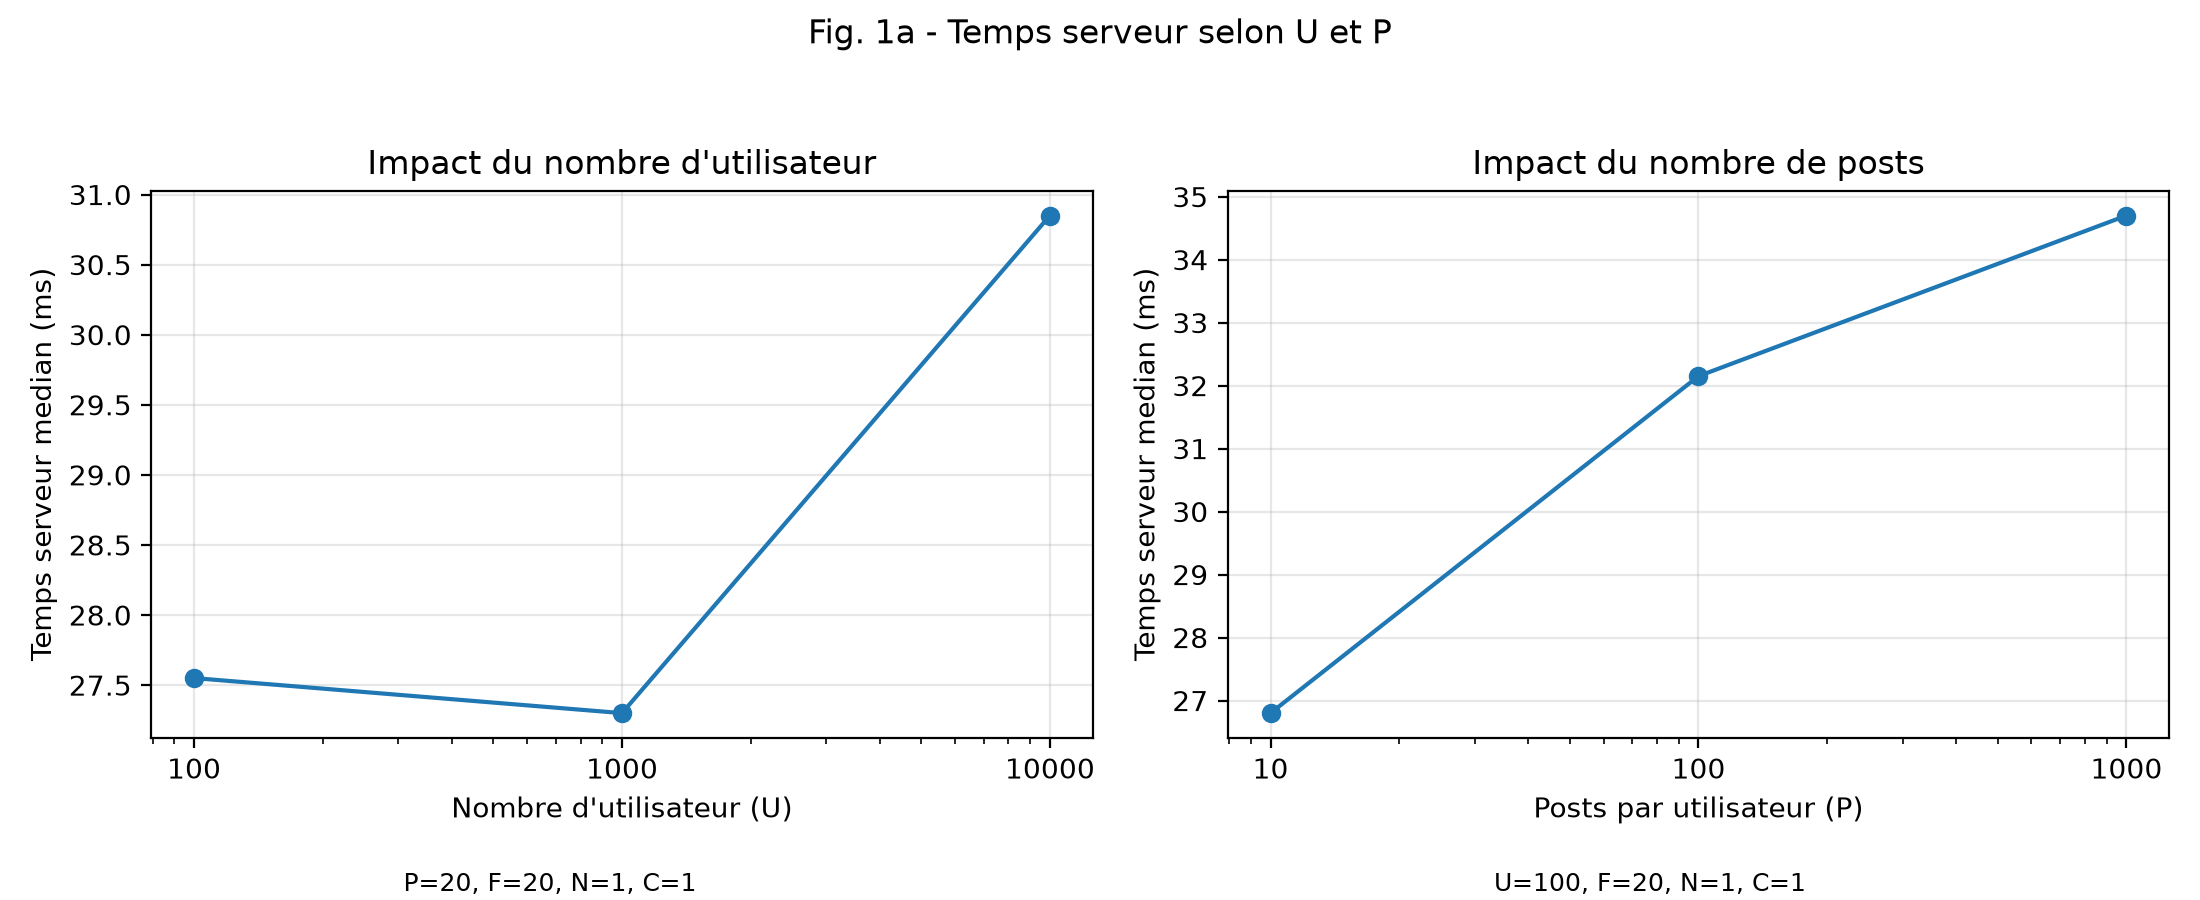 Fig. 1a - Temps serveur selon U et P
Impact du nombre d'utilisateur
Temps serveur median (ms)
31.0
30.5
30.0
29.5
29.0
28.5
28.0
27.5
100 1000 10000
Nombre d'utilisateur (U)
P=20, F=20, N=1, C=1
Impact du nombre de posts
Temps serveur median (ms)
35
34
33
32
31
30
29
28
27
10 100 1000
Posts par utilisateur (P)
U=100, F=20, N=1, C=1